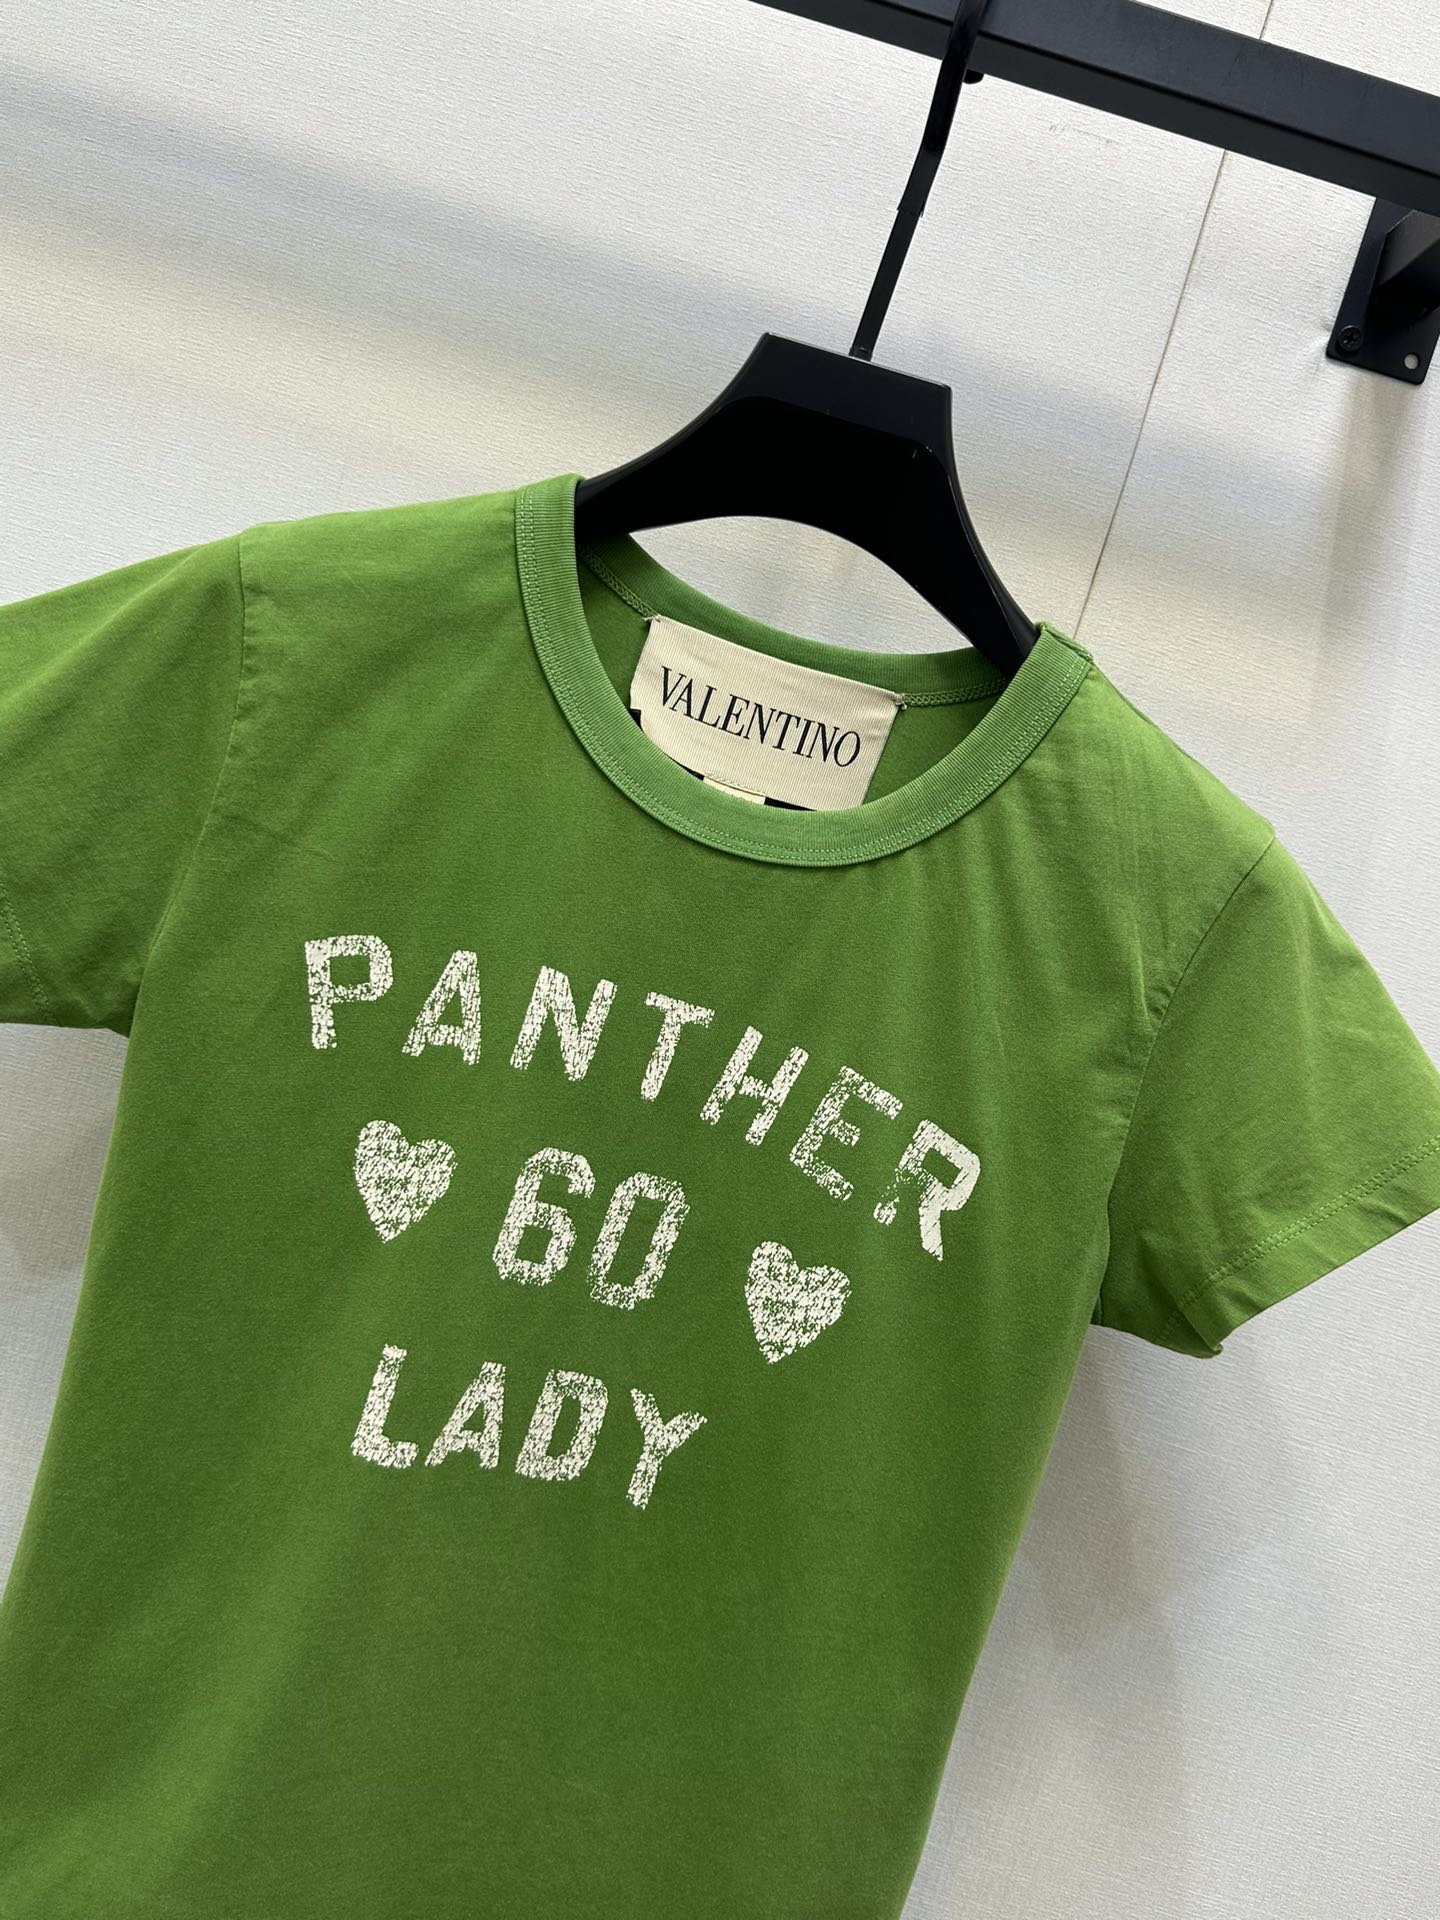 VALENTINO
PANTHER
60
LADY